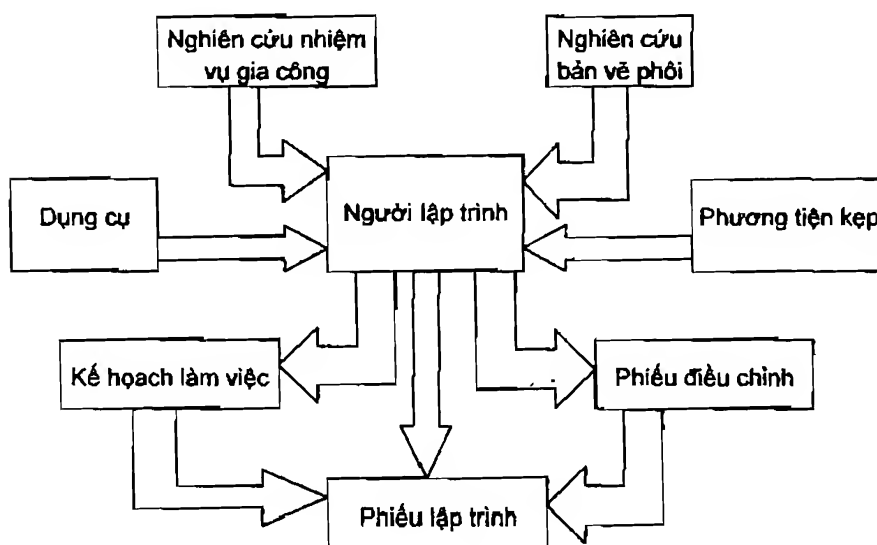 Nghiên cứu nhiệm
vụ gia công
Nghiên cứu
bản vẽ phôi
Dụng cụ
Người lập trình
Phương tiện kẹp
Kế họach làm việc
Phiếu điều chỉnh
Phiếu lập trình